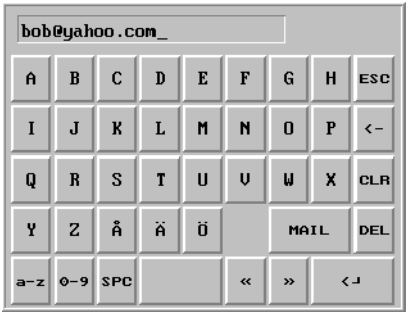 bob@yahoo.com_
A B C D E F G H ESC
I J K L M N O P <-
Q R S T U V W X CLR
Y Z Å Ä Ö MAIL DEL
a-z 0-9 SPC « » <┘